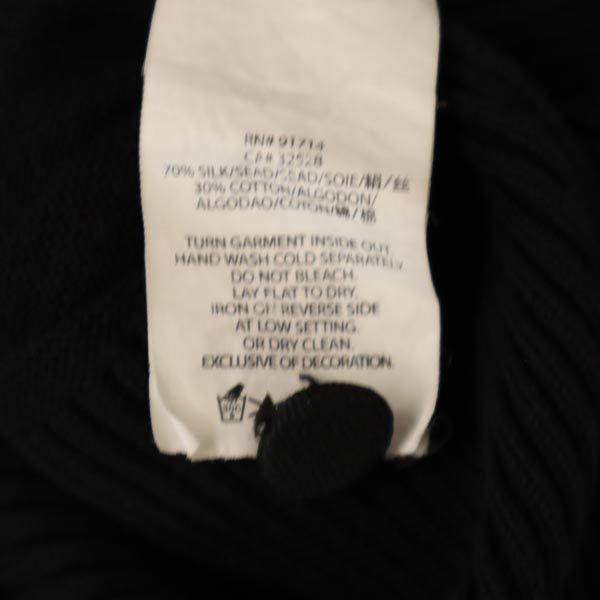 RN# 91714
CA# 32528
70% SILK/SEAD/SEAD/SOIE/絹/丝
30% COTTON/ALGODON/
ALGODAO/COTON/綿/棉
TURN GARMENT INSIDE OUT.
HAND WASH COLD SEPARATELY
DO NOT BLEACH.
LAY FLAT TO DRY.
IRON ON REVERSE SIDE
AT LOW SETTING.
OR DRY CLEAN.
EXCLUSIVE OF DECORATION.